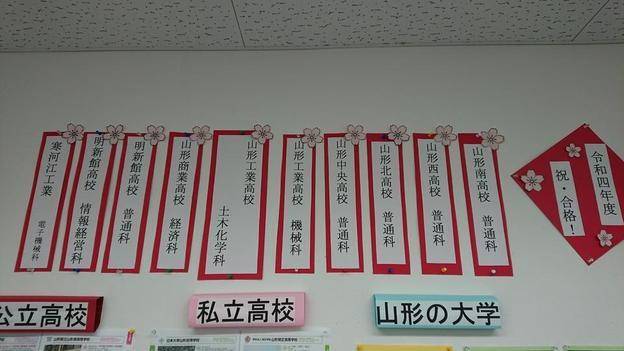 令和四年度
祝・合格！
山形南高校 普通科
山形西高校 普通科
山形北高校 普通科
山形中央高校 普通科
山形工業高校 機械科
山形工業高校 土木化学科
山形商業高校 経済科
明新館高校 普通科
明新館高校 情報経営科
寒河江工業 電子機械科
公立高校
私立高校
山形の大学